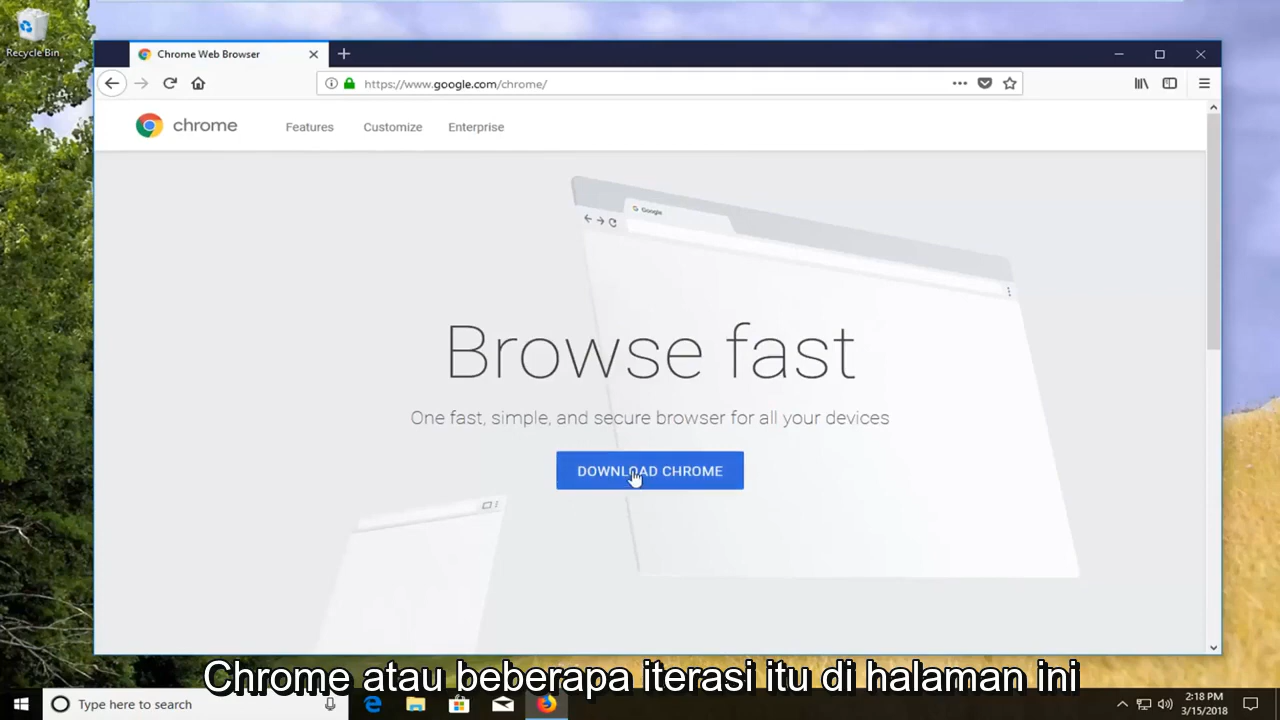 Recycle Bin
Chrome Web Browser
https://www.google.com/chrome/
chrome
Features
Customize
Enterprise
Google
Browse fast
One fast, simple, and secure browser for all your devices
DOWNLOAD CHROME
Chrome atau beberapa iterasi itu di halaman ini
Type here to search
2:18 PM
3/15/2018